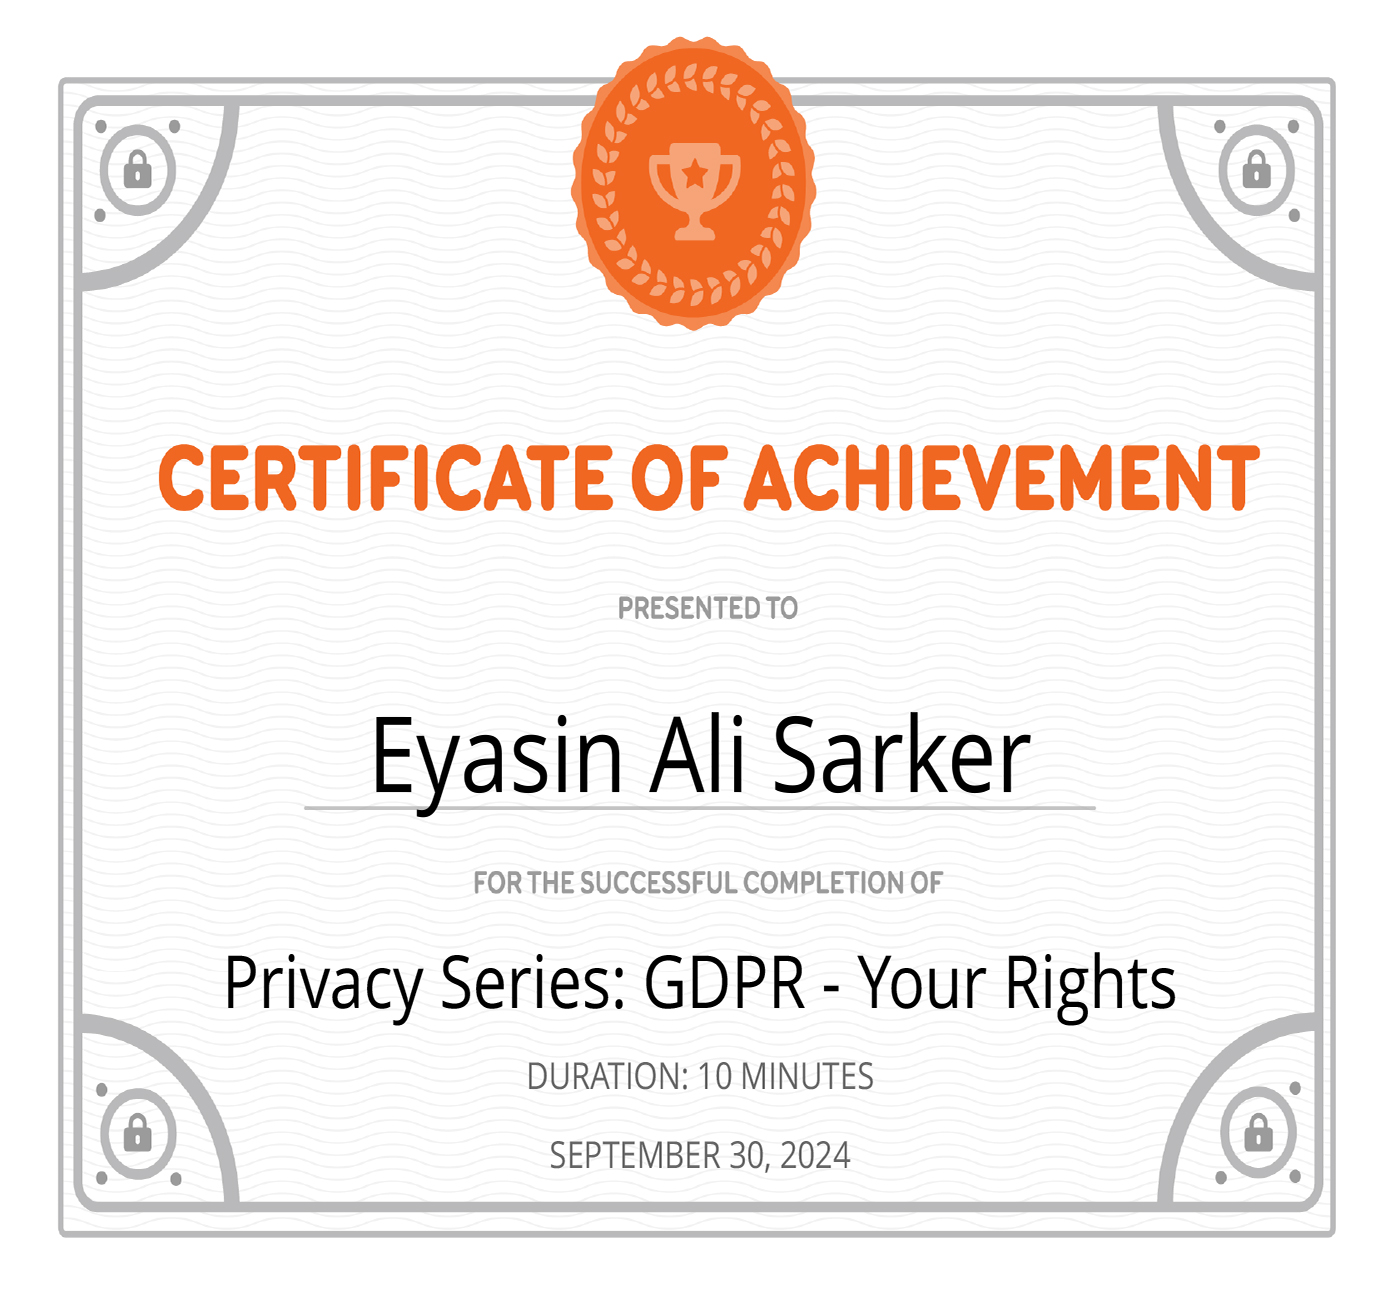 CERTIFICATE OF ACHIEVEMENT
PRESENTED TO
Eyasin Ali Sarker
FOR THE SUCCESSFUL COMPLETION OF
Privacy Series: GDPR - Your Rights
DURATION: 10 MINUTES
SEPTEMBER 30, 2024